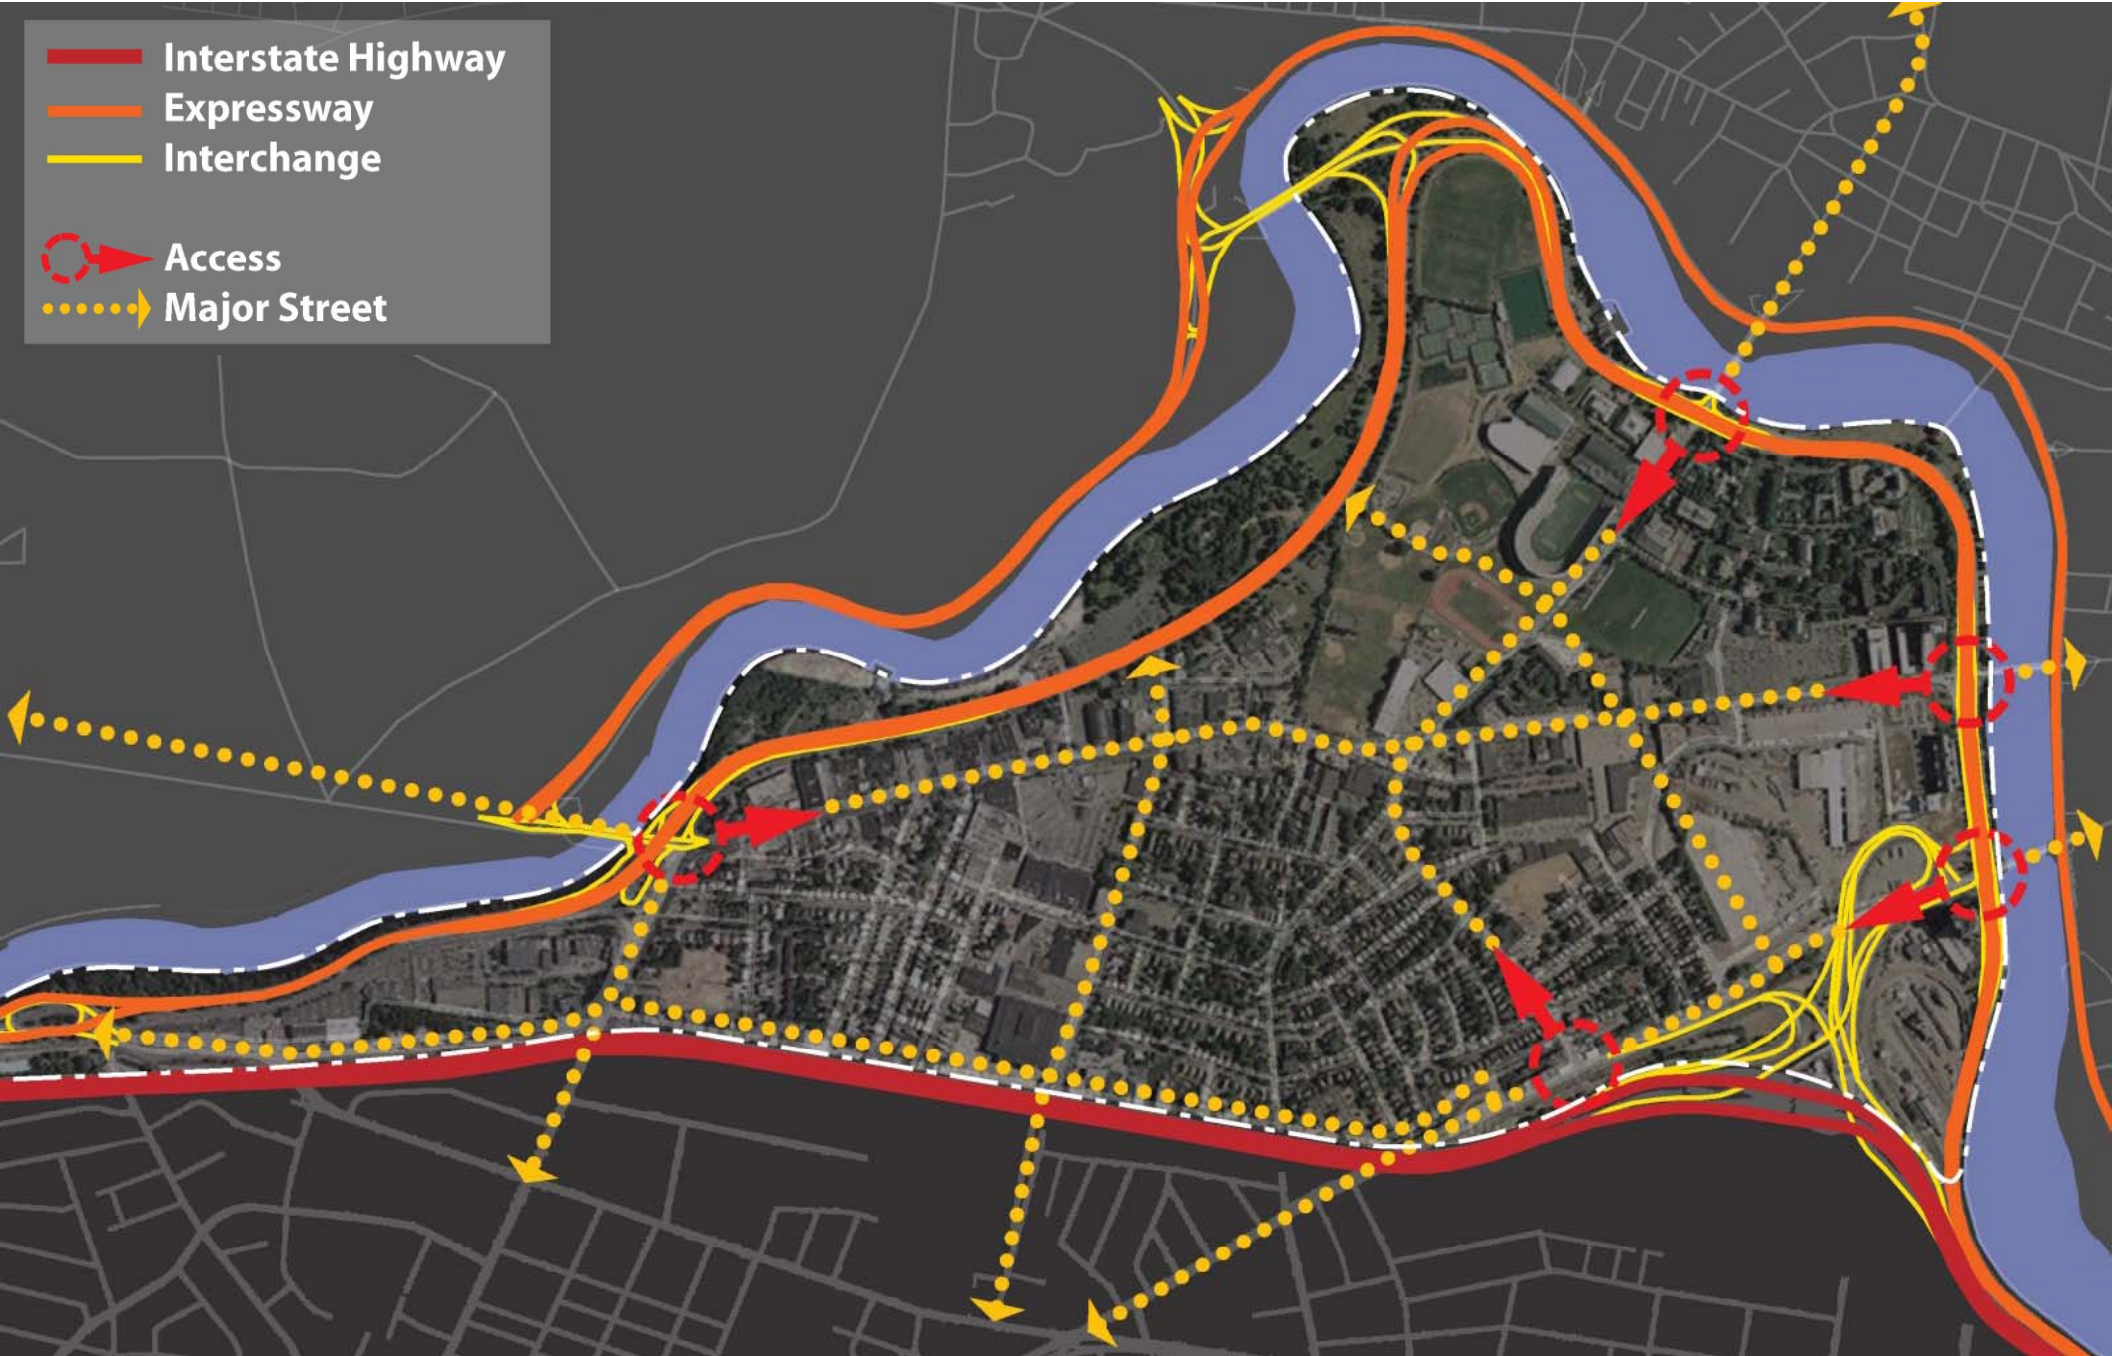 Interstate Highway
Expressway
Interchange
Access
Major Street